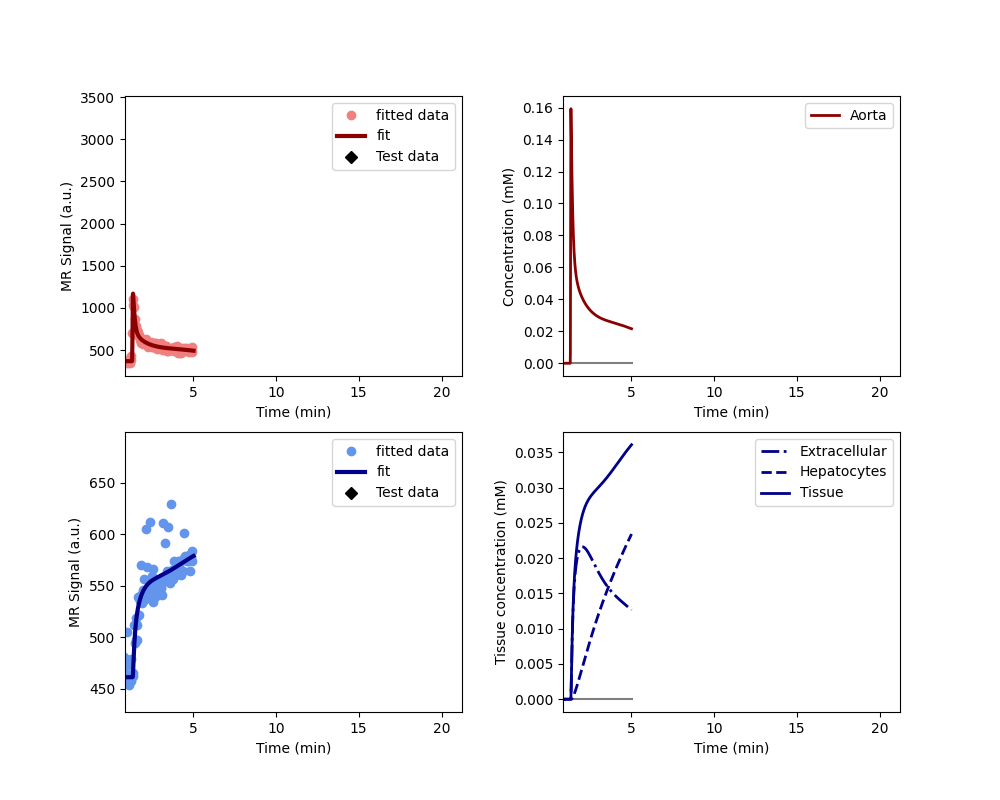 3500
3000
2500
2000
1500
1000
500
MR Signal (a.u.)
fitted data
fit
Test data
5
10
15
20
Time (min)
0.16
0.14
0.12
0.10
0.08
0.06
0.04
0.02
0.00
Concentration (mM)
Aorta
5
10
15
20
Time (min)
650
600
550
500
450
MR Signal (a.u.)
fitted data
fit
Test data
5
10
15
20
Time (min)
0.035
0.030
0.025
0.020
0.015
0.010
0.005
0.000
Tissue concentration (mM)
Extracellular
Hepatocytes
Tissue
5
10
15
20
Time (min)